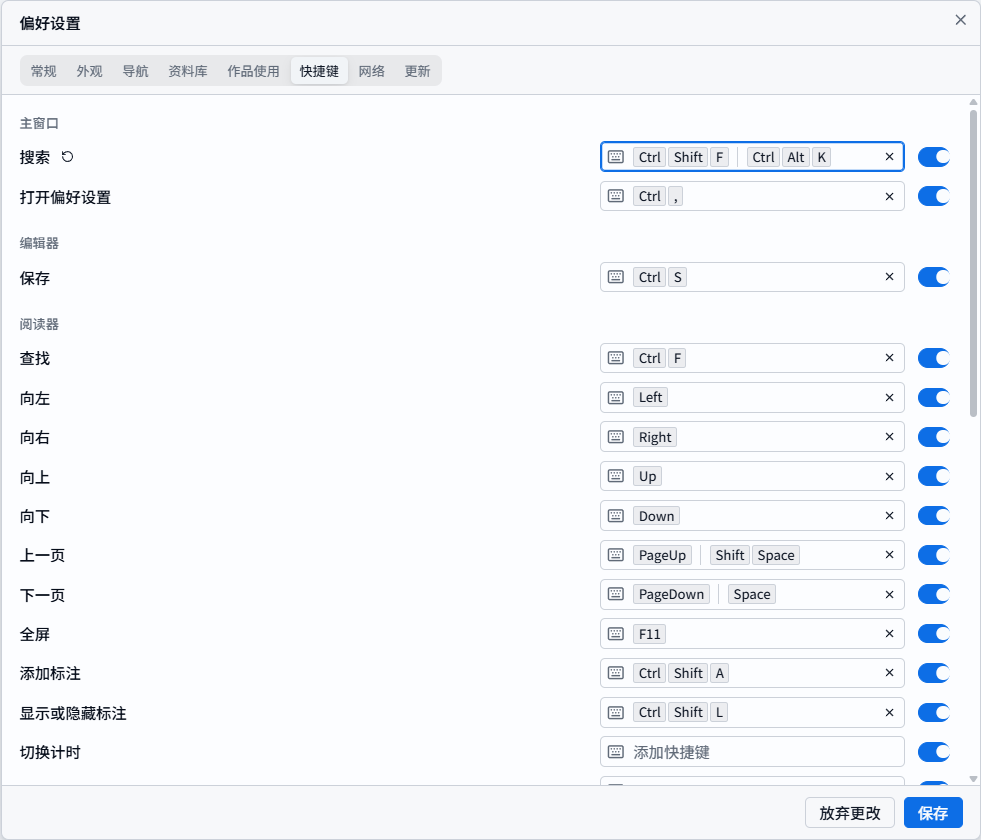 偏好设置
常规 外观 导航 资料库 作品使用 快捷键 网络 更新
主窗口
搜索 Ctrl Shift F Ctrl Alt K
打开偏好设置 Ctrl ,
编辑器
保存 Ctrl S
阅读器
查找 Ctrl F
向左 Left
向右 Right
向上 Up
向下 Down
上一页 PageUp Shift Space
下一页 PageDown Space
全屏 F11
添加标注 Ctrl Shift A
显示或隐藏标注 Ctrl Shift L
切换计时 添加快捷键
放弃更改 保存